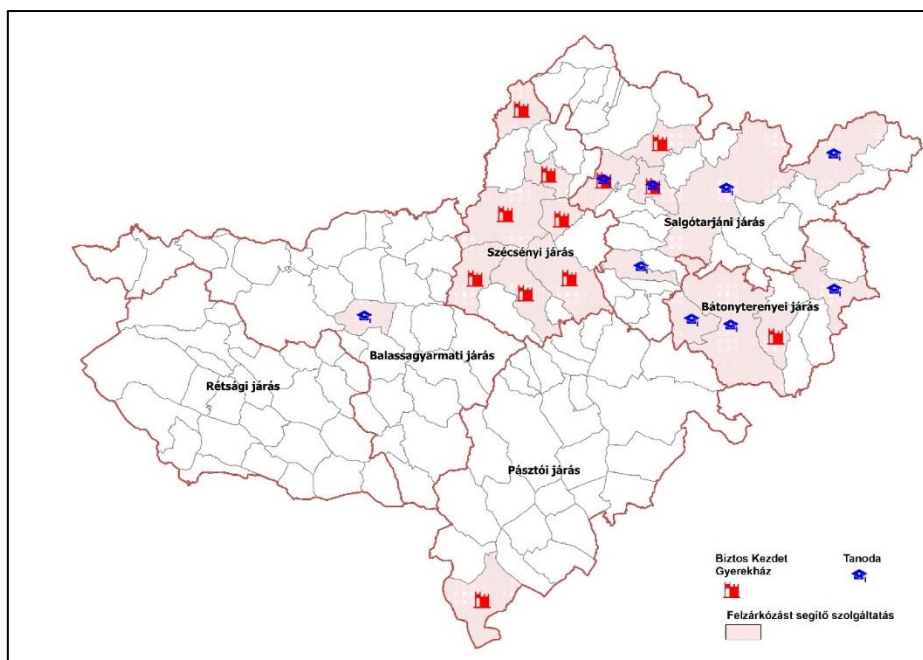 Salgótarjáni járás
Szécsényi járás
Bátonyterenyei járás
Balassagyarmati járás
Rétsági járás
Pásztói járás
Biztos Kezdet
Gyerekház
Tanoda
Felzárkózást segítő szolgáltatás